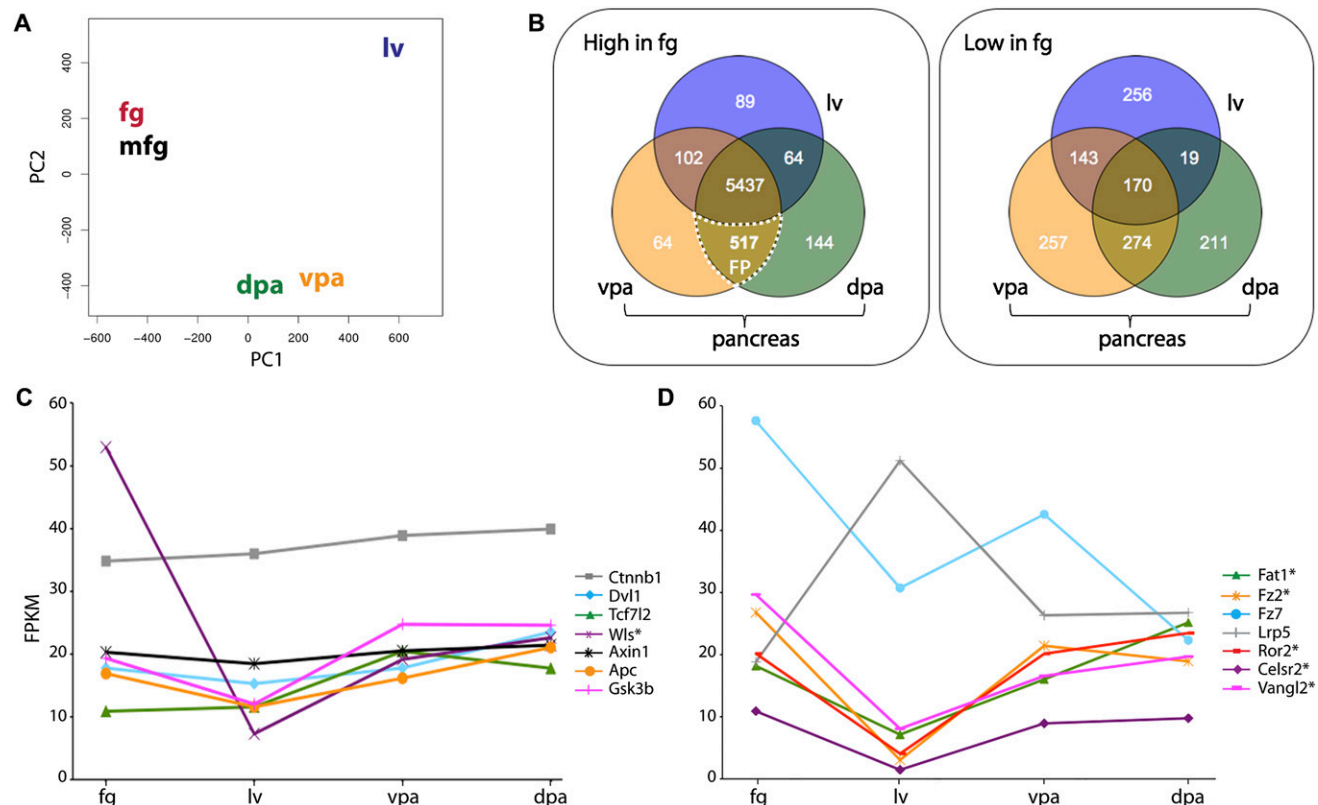 A
PC2
400
200
0
−200
−400
lv
fg
mfg
dpa
vpa
−600
−400
−200
0
200
400
600
PC1
B
High in fg
89
lv
102
64
5437
64
517
FP
144
vpa
dpa
pancreas
Low in fg
256
lv
143
19
170
257
274
211
vpa
dpa
pancreas
C
FPKM
60
50
40
30
20
10
0
fg
lv
vpa
dpa
Ctnnb1
Dvl1
Tcf7l2
Wls*
Axin1
Apc
Gsk3b
D
60
50
40
30
20
10
0
fg
lv
vpa
dpa
Fat1*
Fz2*
Fz7
Lrp5
Ror2*
Celsr2*
Vangl2*